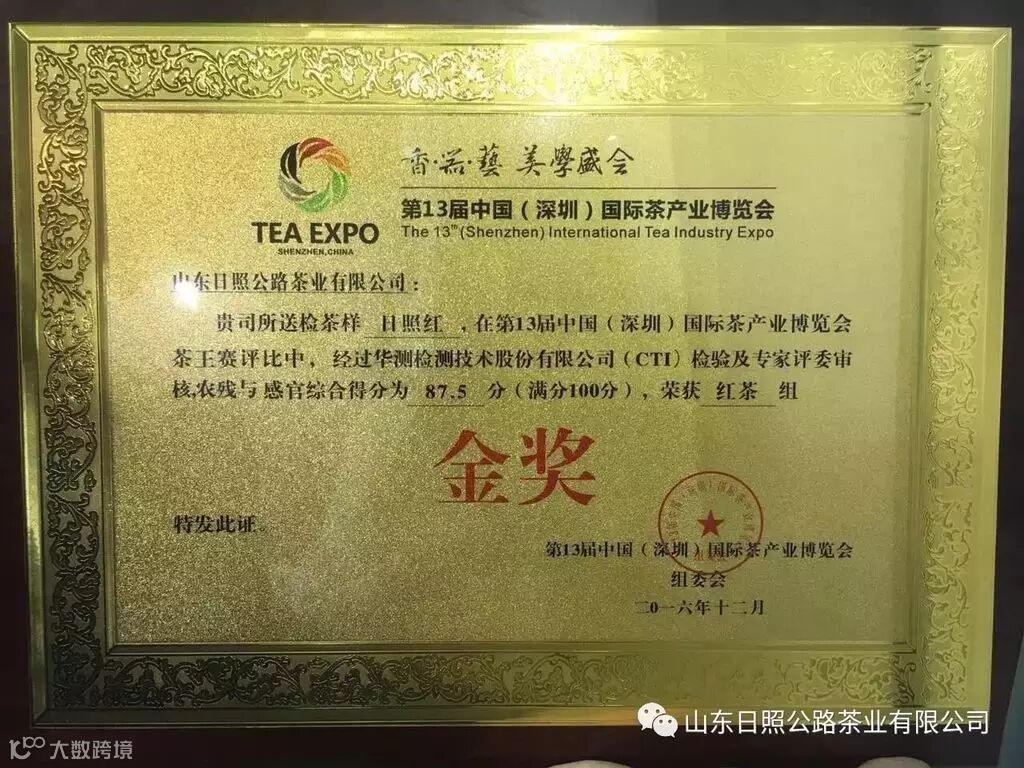 香·器·藝 美學盛会
TEA EXPO
SHENZHEN,CHINA
第13届中国（深圳）国际茶产业博览会
The 13th (Shenzhen) International Tea Industry Expo
山东日照公路茶业有限公司：
贵司所送检茶样 日照红 ，在第13届中国（深圳）国际茶产业博览会
茶王赛评比中，经过华测检测技术股份有限公司（CTI）检验及专家评委审
核,农残与感官综合得分为 87.5 分（满分100分），荣获 红茶 组
金奖
特发此证
第13届中国（深圳）国际茶产业博览会
组委会
二〇一六年十二月
山东日照公路茶业有限公司
大数跨境